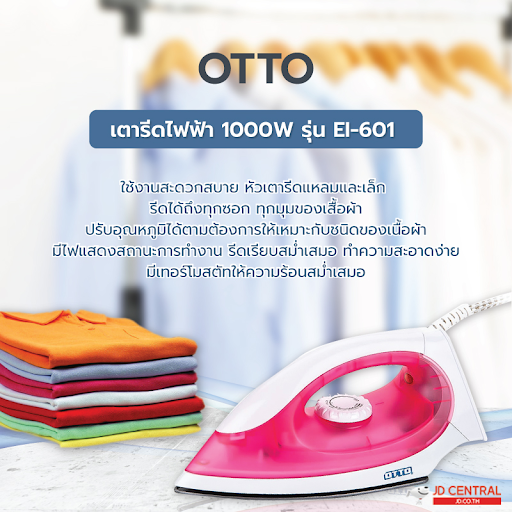 OTTO
เตารีดไฟฟ้า 1000W รุ่น EI-601
ใช้งานสะดวกสบาย หัวเตารีดแหลมและเล็ก
รีดได้ถึงทุกซอก ทุกมุมของเสื้อผ้า
ปรับอุณหภูมิได้ตามต้องการให้เหมาะกับชนิดของเนื้อผ้า
มีไฟแสดงสถานะการทำงาน รีดเรียบสม่ำเสมอ ทำความสะอาดง่าย
มีเทอร์โมสตัทให้ความร้อนสม่ำเสมอ
OTTO
JD CENTRAL
JD.CO.TH